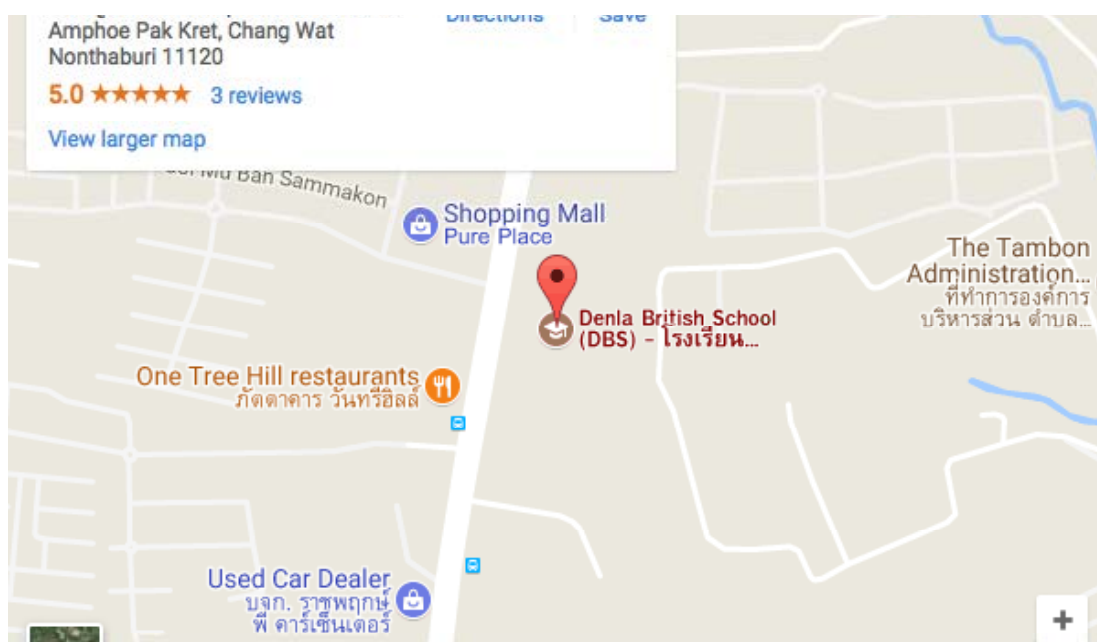 Directions Save
Amphoe Pak Kret, Chang Wat
Nonthaburi 11120
5.0 ★★★★★ 3 reviews
View larger map
Mu Ban Sammakon
Shopping Mall
Pure Place
The Tambon
Administration...
ที่ทำการองค์การ
บริหารส่วน ตำบล...
Denla British School
(DBS) - โรงเรียน...
One Tree Hill restaurants
ภัตตาคาร วันทรีฮิลล์
Used Car Dealer
บจก. ราชพฤกษ์
พี คาร์เซ็นเตอร์
+